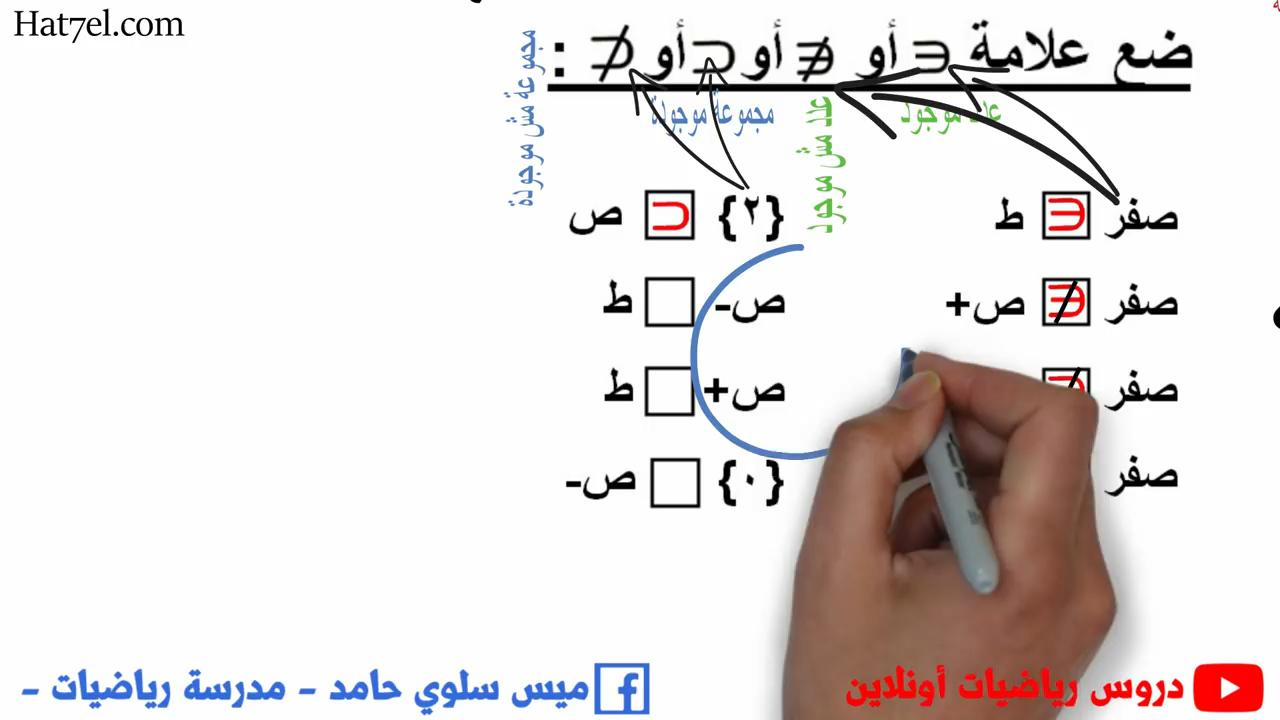 Hat7el.com
ضع علامة ∈ أو ∉ أو ⊂ أو ⊄ :
عدد موجود
عدد مش موجود
مجموعة موجودة
مجموعة مش موجودة
صفر ∈ ط
{٢} ⊂ ص
صفر ∉ ص+
ص- ط
صفر
ص+ ط
صفر
{٠} ص-
دروس رياضيات أونلاين
ميس سلوي حامد - مدرسة رياضيات -